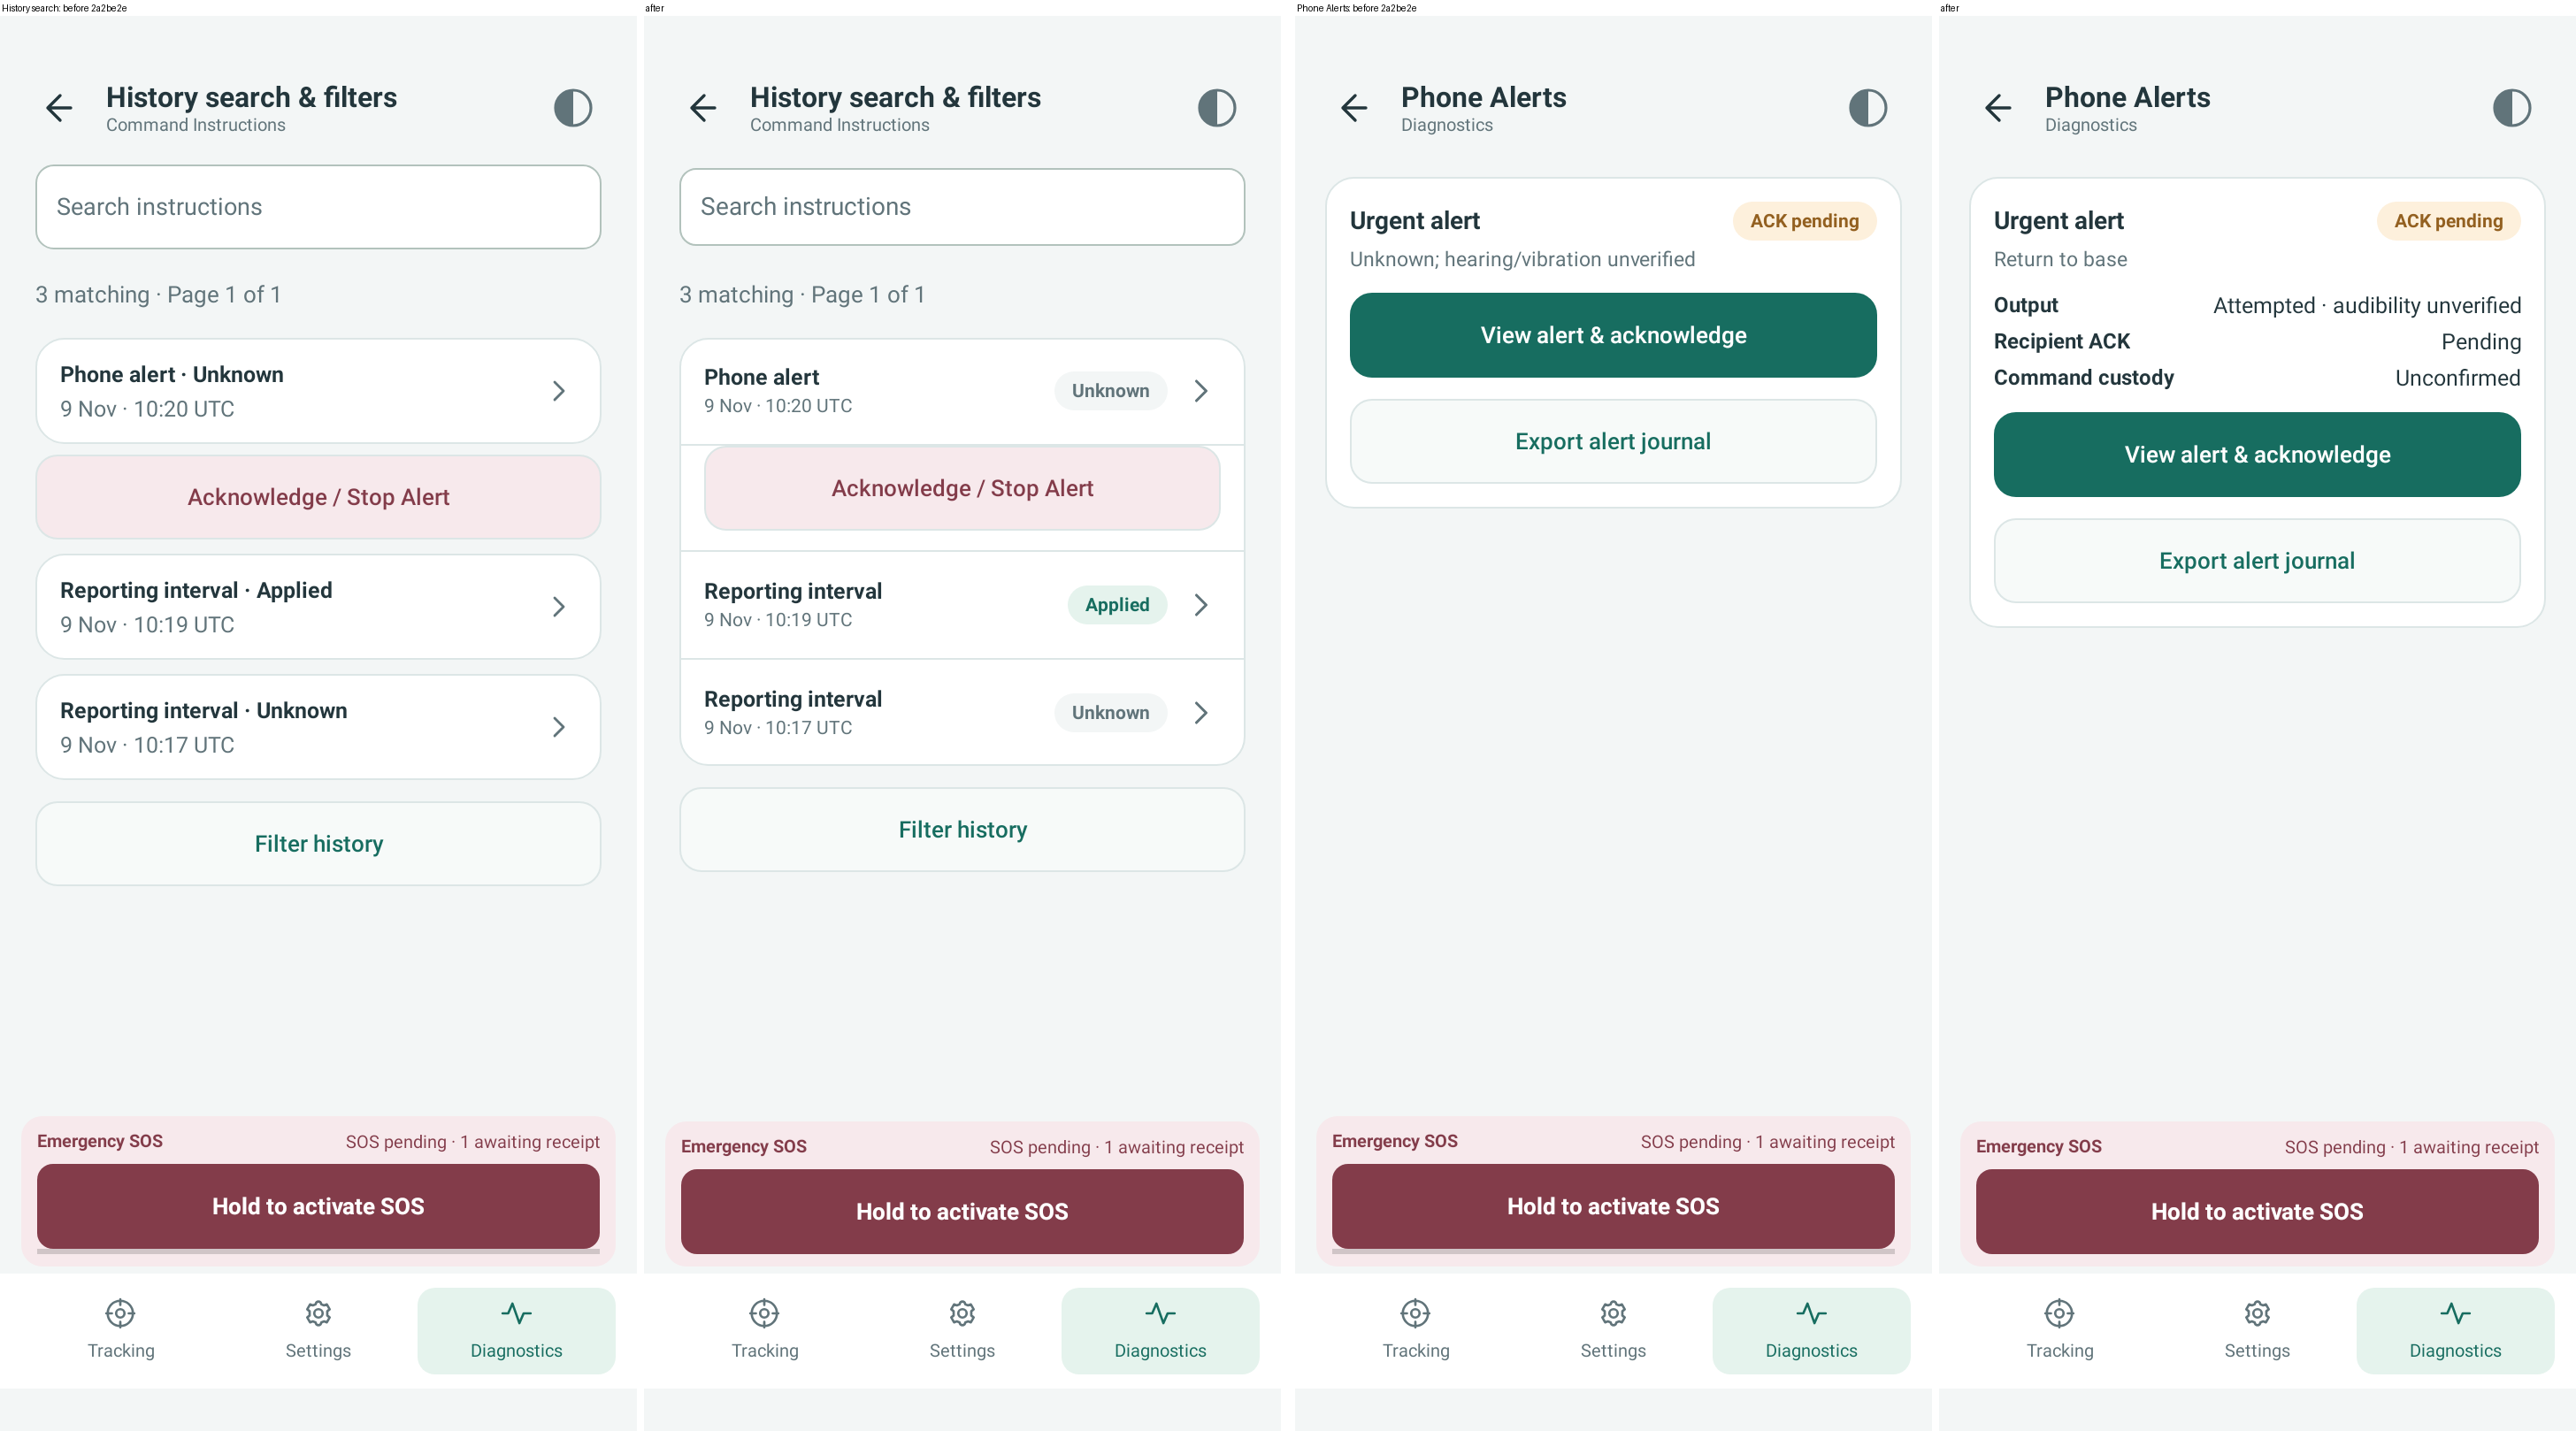 History search: before 2a2be2e
History search & filters
Command Instructions
Search instructions
3 matching · Page 1 of 1
Phone alert · Unknown
9 Nov · 10:20 UTC
Acknowledge / Stop Alert
Reporting interval · Applied
9 Nov · 10:19 UTC
Reporting interval · Unknown
9 Nov · 10:17 UTC
Filter history
Emergency SOS
SOS pending · 1 awaiting receipt
Hold to activate SOS
Tracking
Settings
Diagnostics
after
History search & filters
Command Instructions
Search instructions
3 matching · Page 1 of 1
Phone alert
9 Nov · 10:20 UTC
Unknown
Acknowledge / Stop Alert
Reporting interval
9 Nov · 10:19 UTC
Applied
Reporting interval
9 Nov · 10:17 UTC
Unknown
Filter history
Emergency SOS
SOS pending · 1 awaiting receipt
Hold to activate SOS
Tracking
Settings
Diagnostics
Phone Alerts: before 2a2be2e
Phone Alerts
Diagnostics
Urgent alert
ACK pending
Unknown; hearing/vibration unverified
View alert & acknowledge
Export alert journal
Emergency SOS
SOS pending · 1 awaiting receipt
Hold to activate SOS
Tracking
Settings
Diagnostics
after
Phone Alerts
Diagnostics
Urgent alert
ACK pending
Return to base
Output
Attempted · audibility unverified
Recipient ACK
Pending
Command custody
Unconfirmed
View alert & acknowledge
Export alert journal
Emergency SOS
SOS pending · 1 awaiting receipt
Hold to activate SOS
Tracking
Settings
Diagnostics